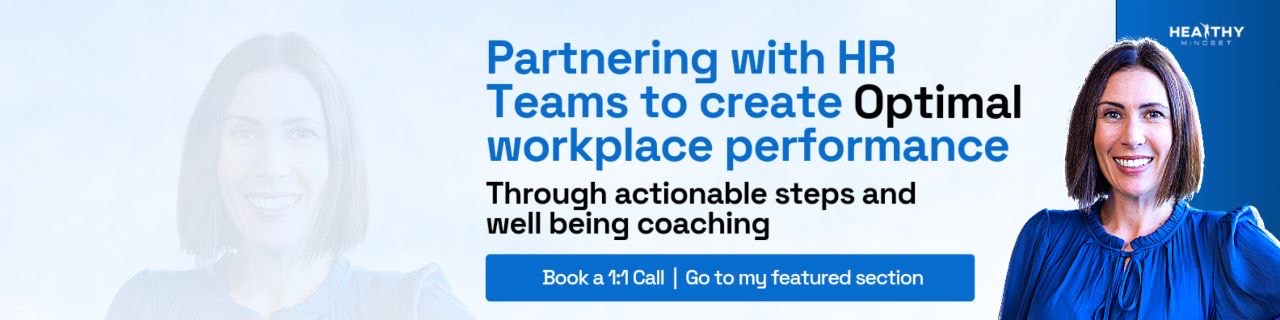 HEALTHY
MINDSET
Partnering with HR
Teams to create Optimal
workplace performance
Through actionable steps and
well being coaching
Book a 1:1 Call | Go to my featured section